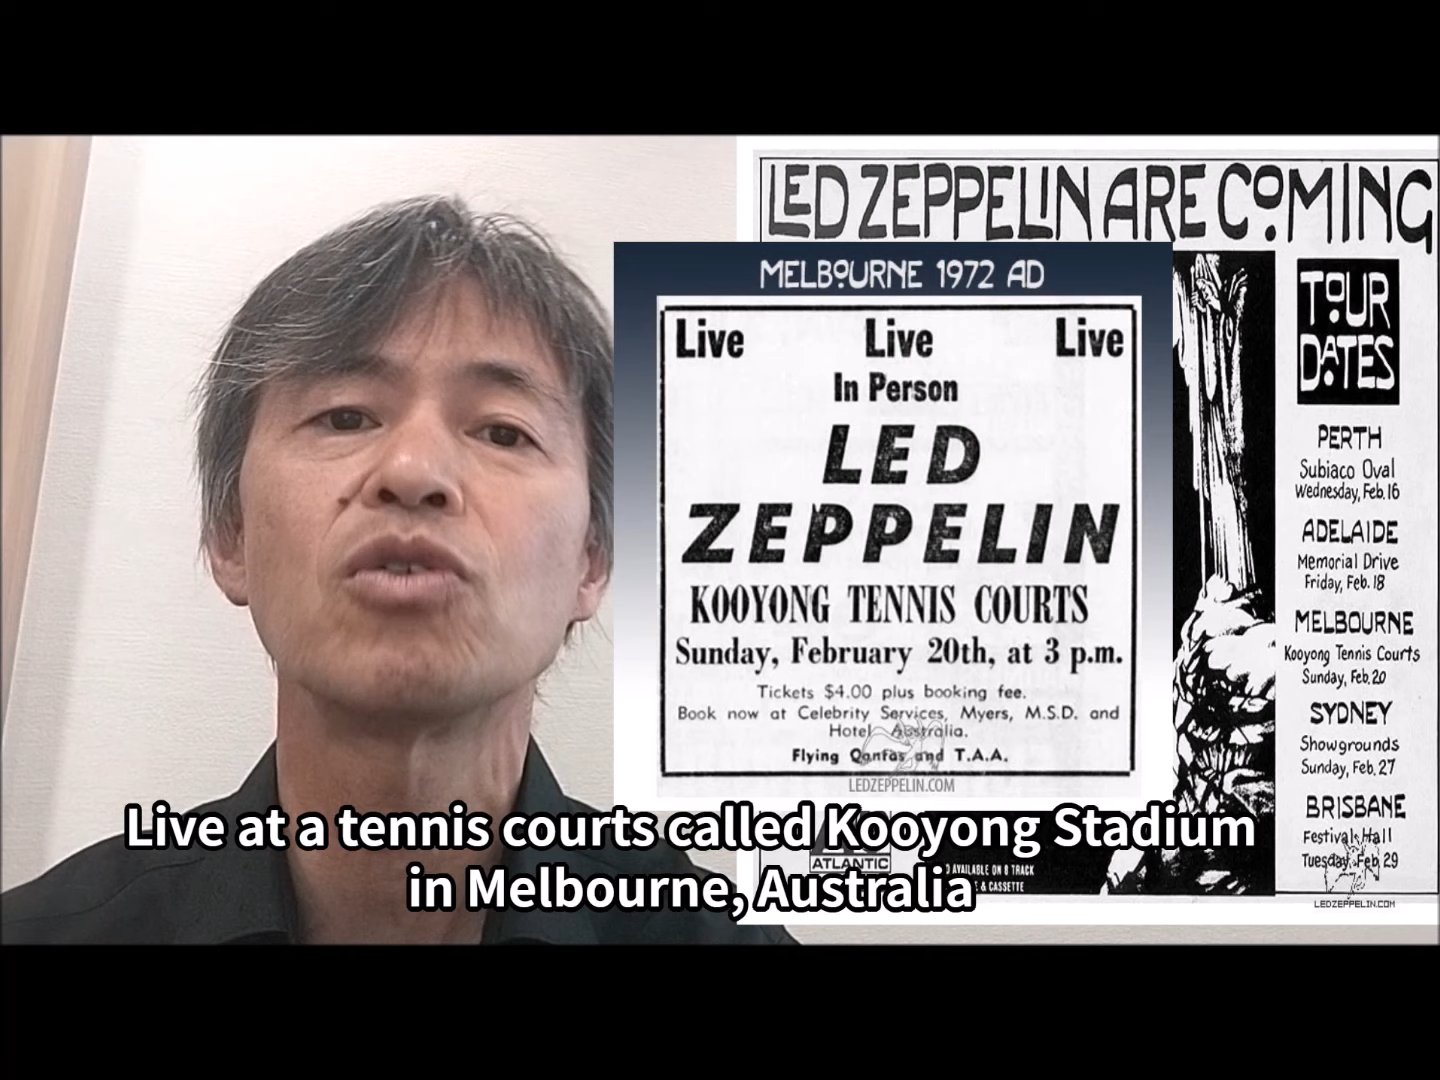 LED ZEPPELIN ARE COMING
MELBOURNE 1972 AD
Live Live Live
In Person
LED
ZEPPELIN
KOOYONG TENNIS COURTS
Sunday, February 20th, at 3 p.m.
Tickets $4.00 plus booking fee.
Book now at Celebrity Services, Myers, M.S.D. and
Hotel Australia.
Flying Qantas and T.A.A.
LEDZEPPELIN.COM
TOUR
DATES
PERTH
Subiaco Oval
Wednesday, Feb. 16
ADELAIDE
Memorial Drive
Friday, Feb. 18
MELBOURNE
Kooyong Tennis Courts
Sunday, Feb. 20
SYDNEY
Showgrounds
Sunday, Feb. 27
BRISBANE
Festival Hall
Tuesday, Feb. 29
LEDZEPPELIN.COM
ATLANTIC
AVAILABLE ON 8 TRACK
& CASSETTE
Live at a tennis courts called Kooyong Stadium
in Melbourne, Australia